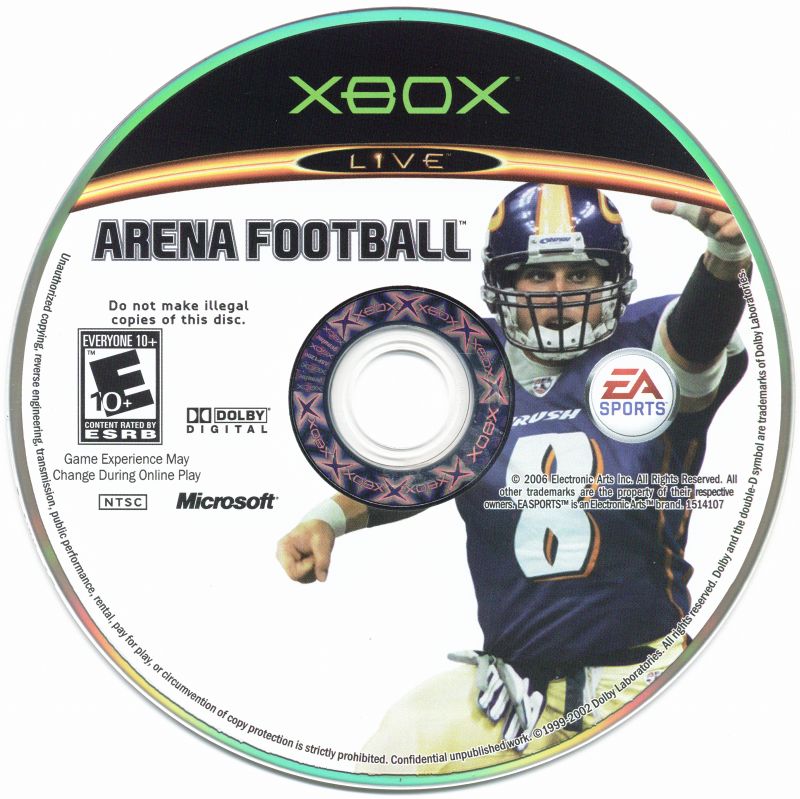 XBOX
LIVE™
ARENA FOOTBALL™
Do not make illegal
copies of this disc.
EVERYONE 10+
E
10+
CONTENT RATED BY
ESRB
DOLBY
DIGITAL
Game Experience May
Change During Online Play
NTSC
Microsoft®
RUSH
8
EA
SPORTS™
© 2006 Electronic Arts Inc. All Rights Reserved. All
other trademarks are the property of their respective
owners. EA SPORTS™ is an Electronic Arts™ brand. 1514107
Unauthorized copying, reverse engineering, transmission, public performance, rental, pay for play, or circumvention of copy protection is strictly prohibited. Confidential unpublished work. ©1999-2002 Dolby Laboratories. All rights reserved. Dolby and the double-D symbol are trademarks of Dolby Laboratories.